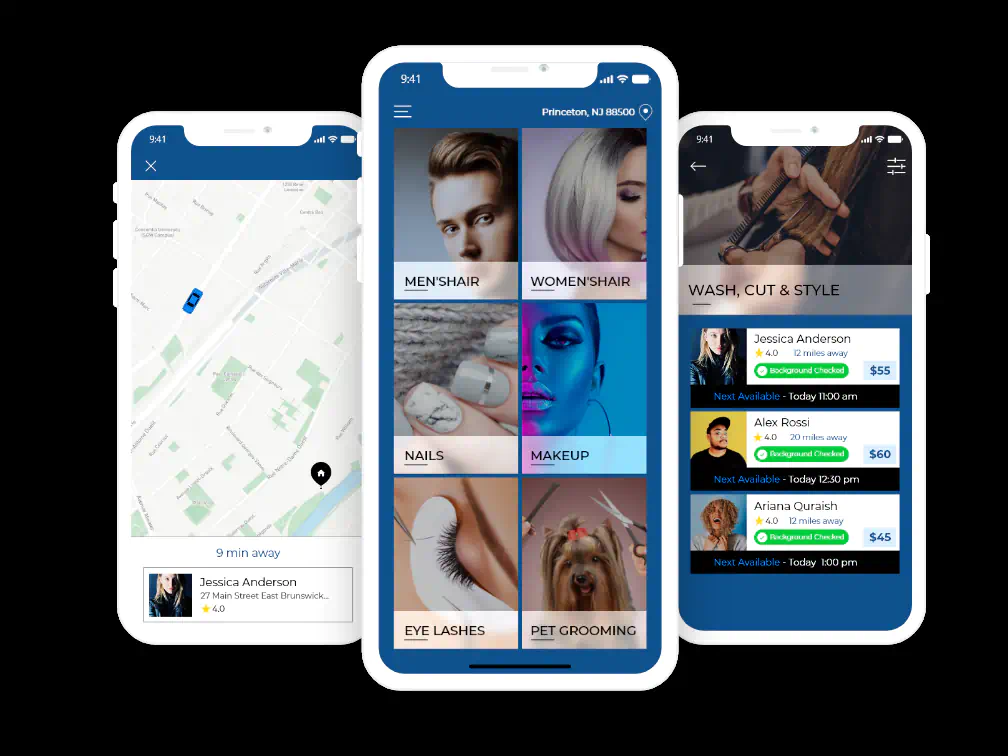 9:41
Concordia University
9 min away
Jessica Anderson
27 Main Street East Brunswick...
4.0
9:41
Princeton, NJ 88500
MEN'SHAIR
WOMEN'SHAIR
NAILS
MAKEUP
EYE LASHES
PET GROOMING
9:41
WASH, CUT & STYLE
Jessica Anderson
4.0 12 miles away
Background Checked
$55
Next Available - Today 11:00 am
Alex Rossi
4.0 20 miles away
Background Checked
$60
Next Available - Today 12:30 pm
Ariana Quraish
4.0 12 miles away
Background Checked
$45
Next Available - Today 1:00 pm